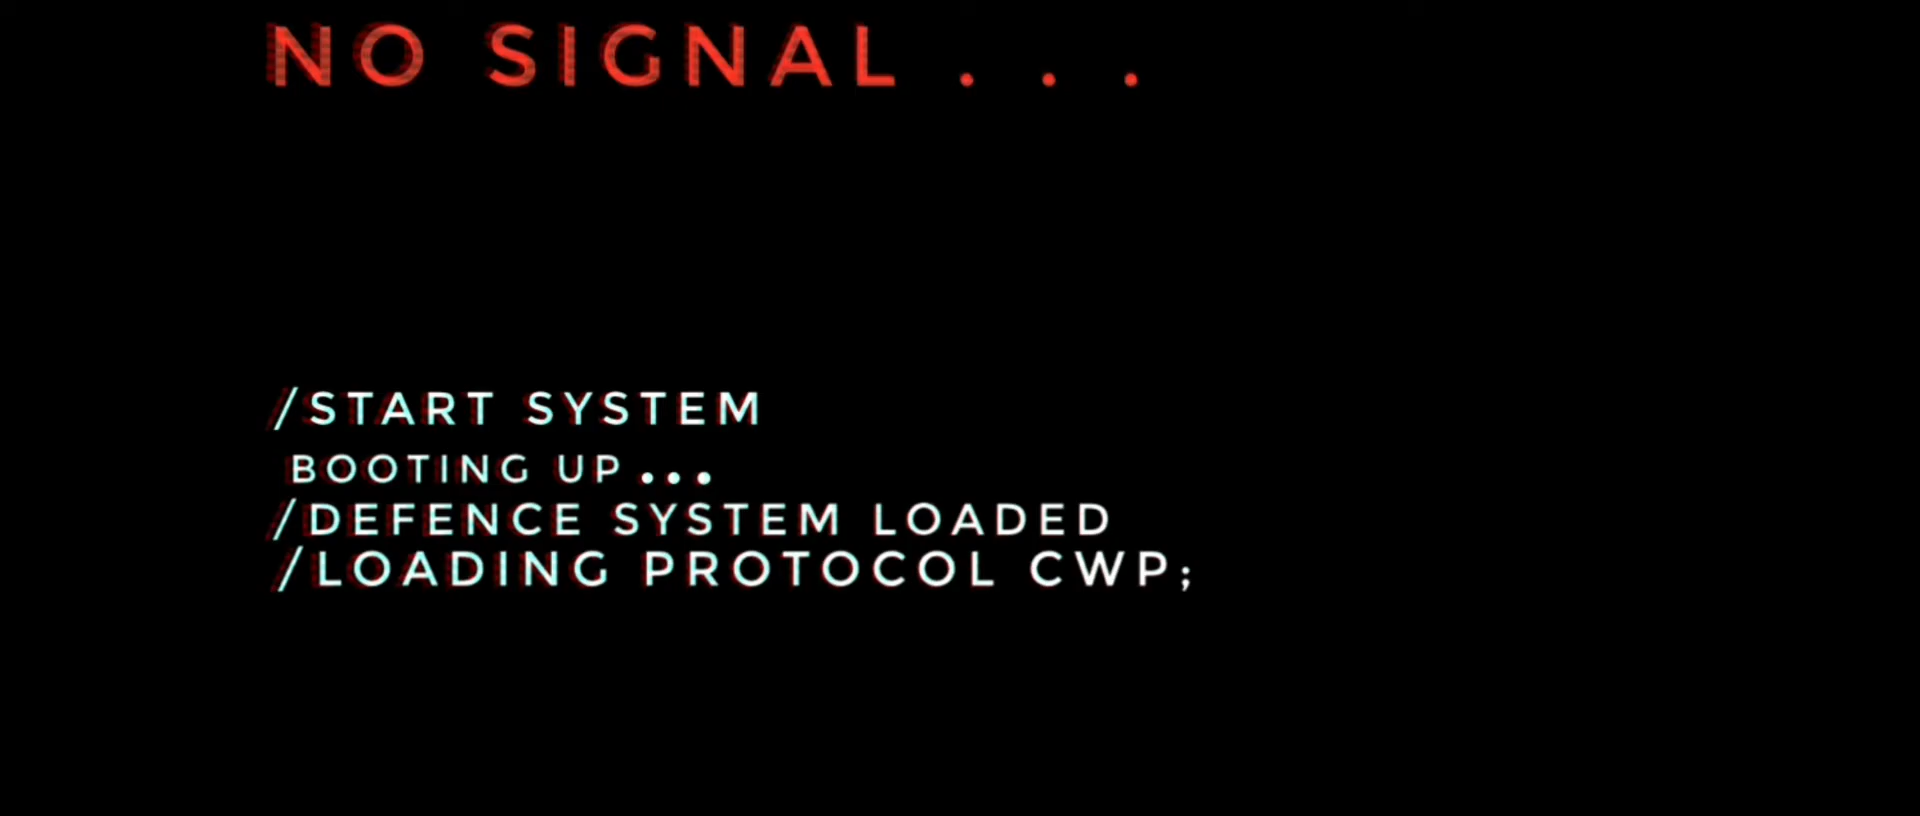 NO SIGNAL . . .
/START SYSTEM
BOOTING UP...
/DEFENCE SYSTEM LOADED
/LOADING PROTOCOL CWP;